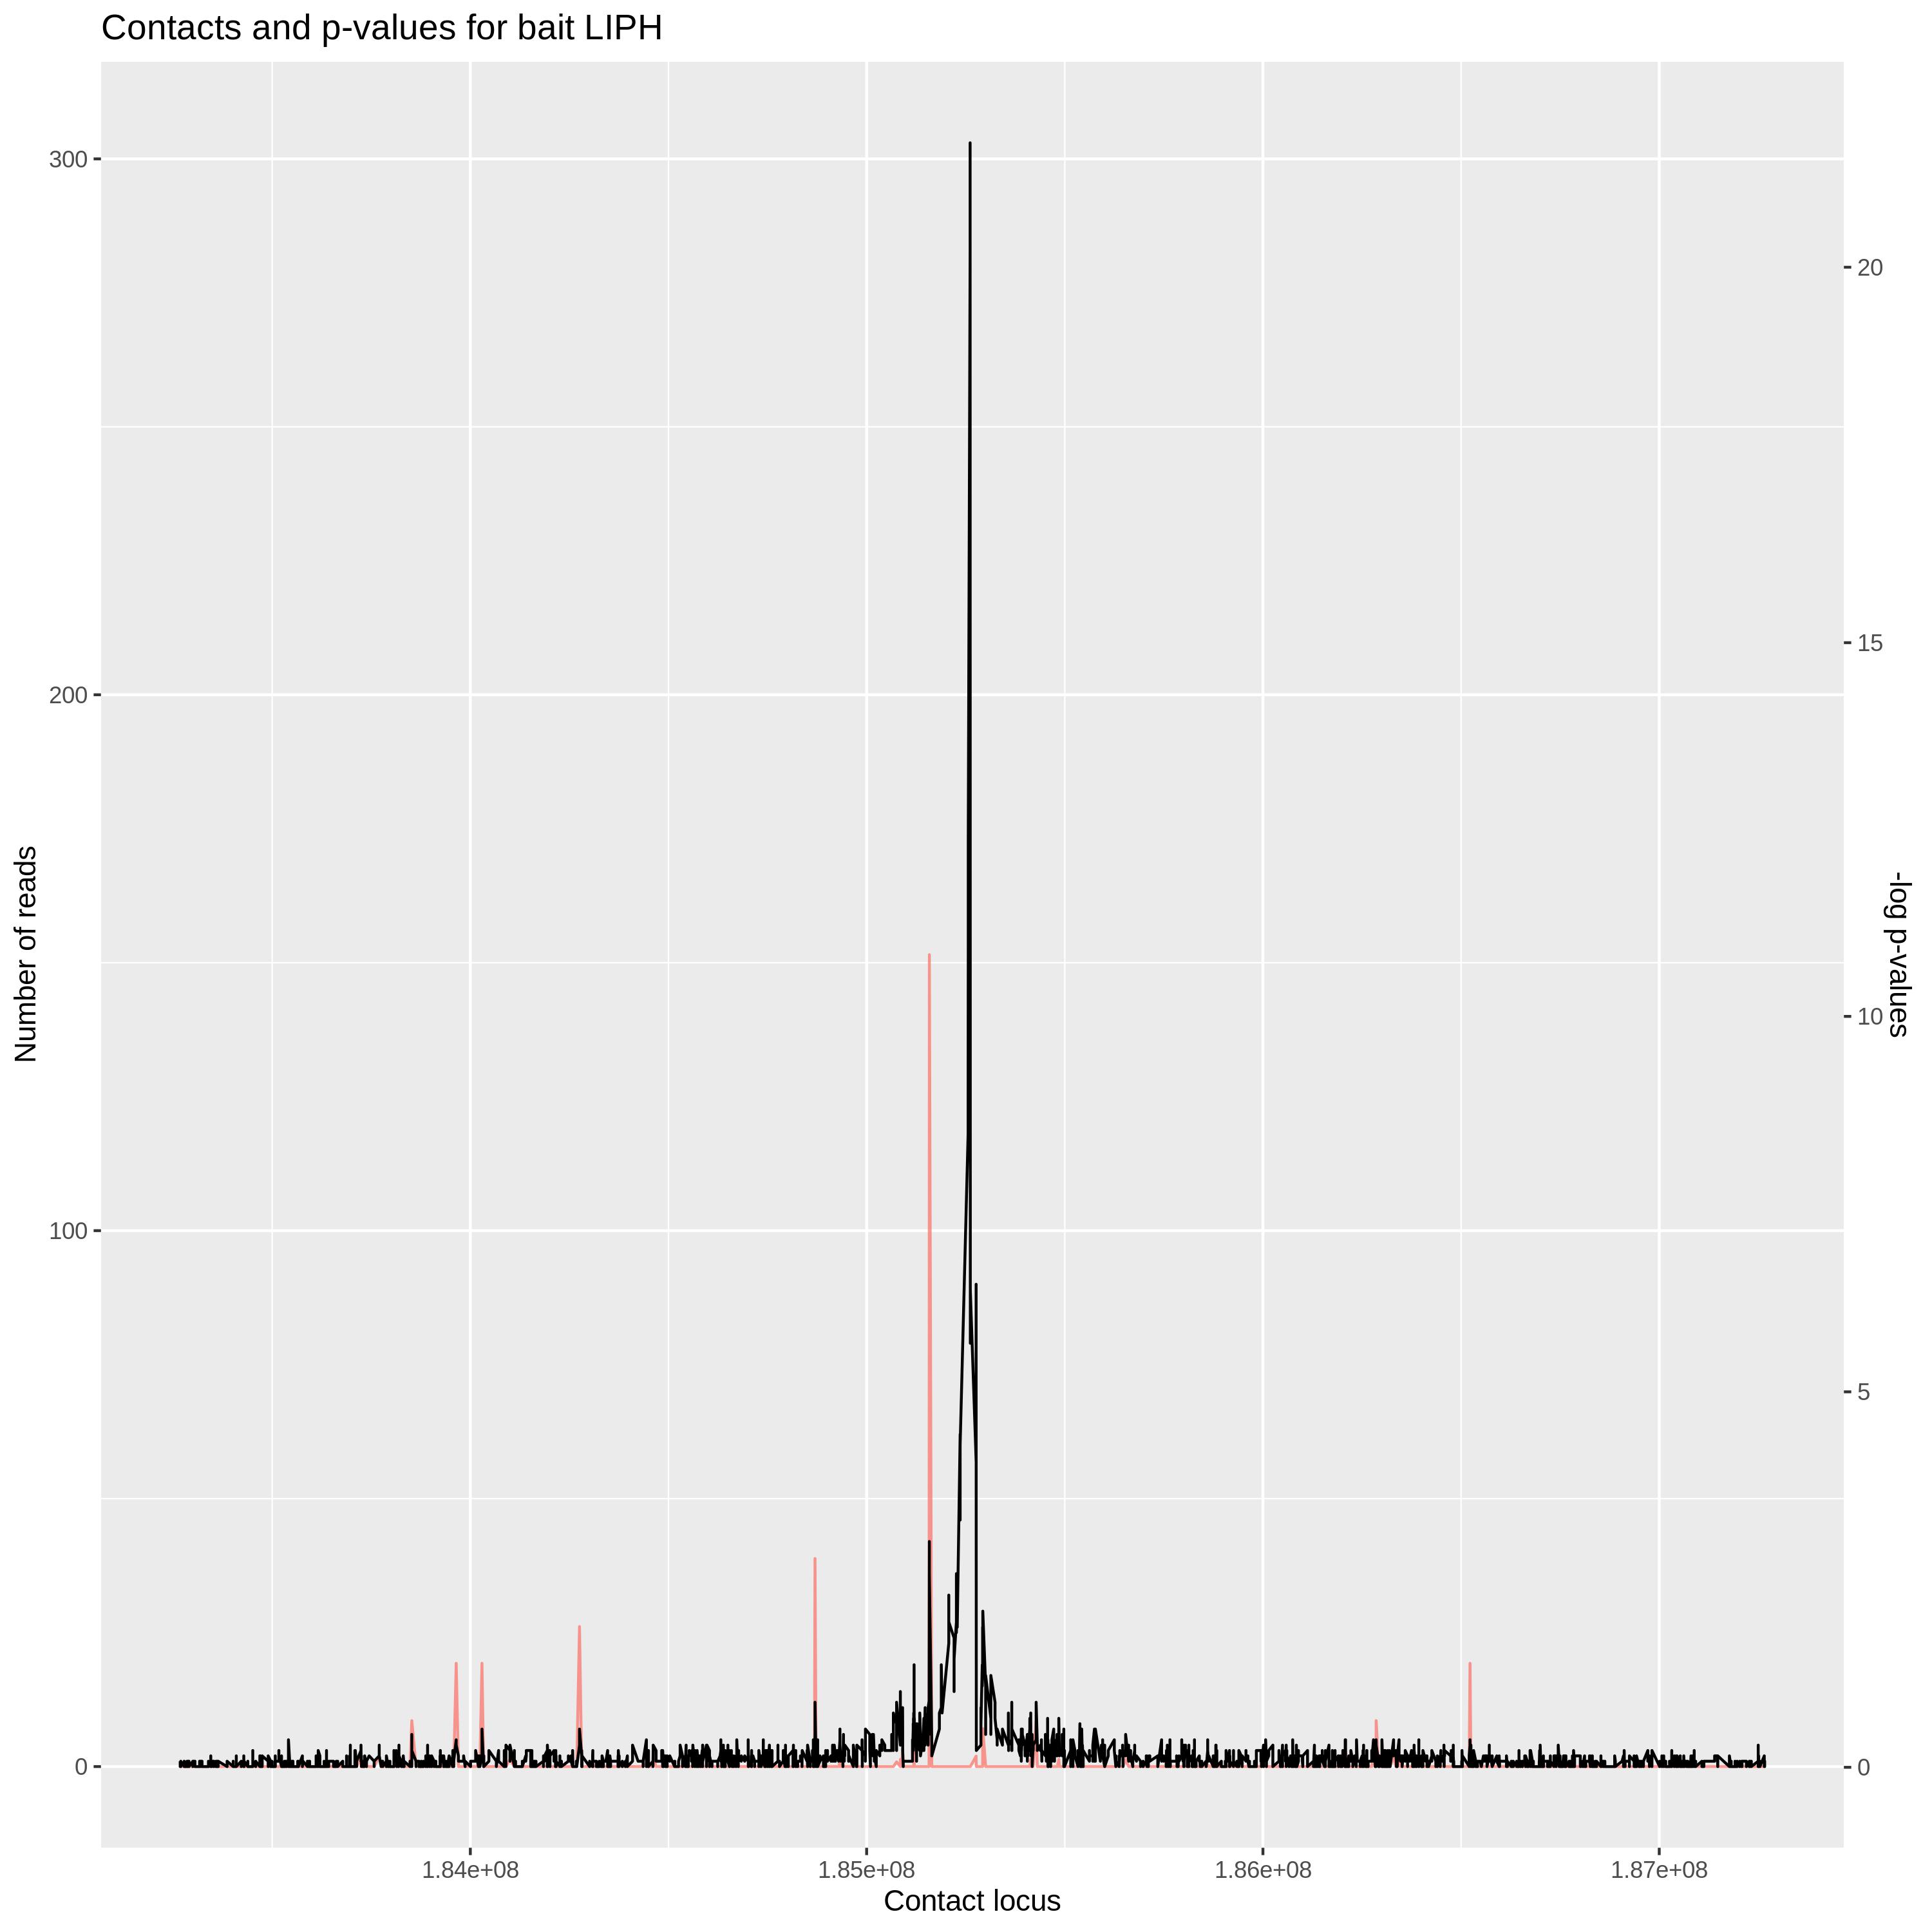 Contacts and p-values for bait LIPH
300
200
100
0
Number of reads
20
15
10
5
0
-log p-values
1.84e+08
1.85e+08
1.86e+08
1.87e+08
Contact locus